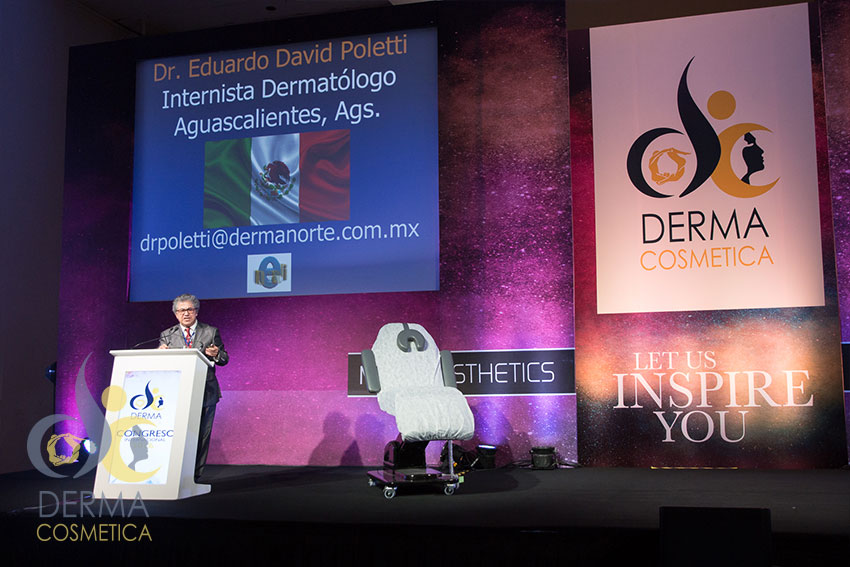 Dr. Eduardo David Poletti
Internista Dermatólogo
Aguascalientes, Ags.
drpoletti@dermanorte.com.mx
DERMA
COSMETICA
STHETICS
LET US
INSPIRE
YOU
DERMA
CONGRESC
DERMA
COSMETICA